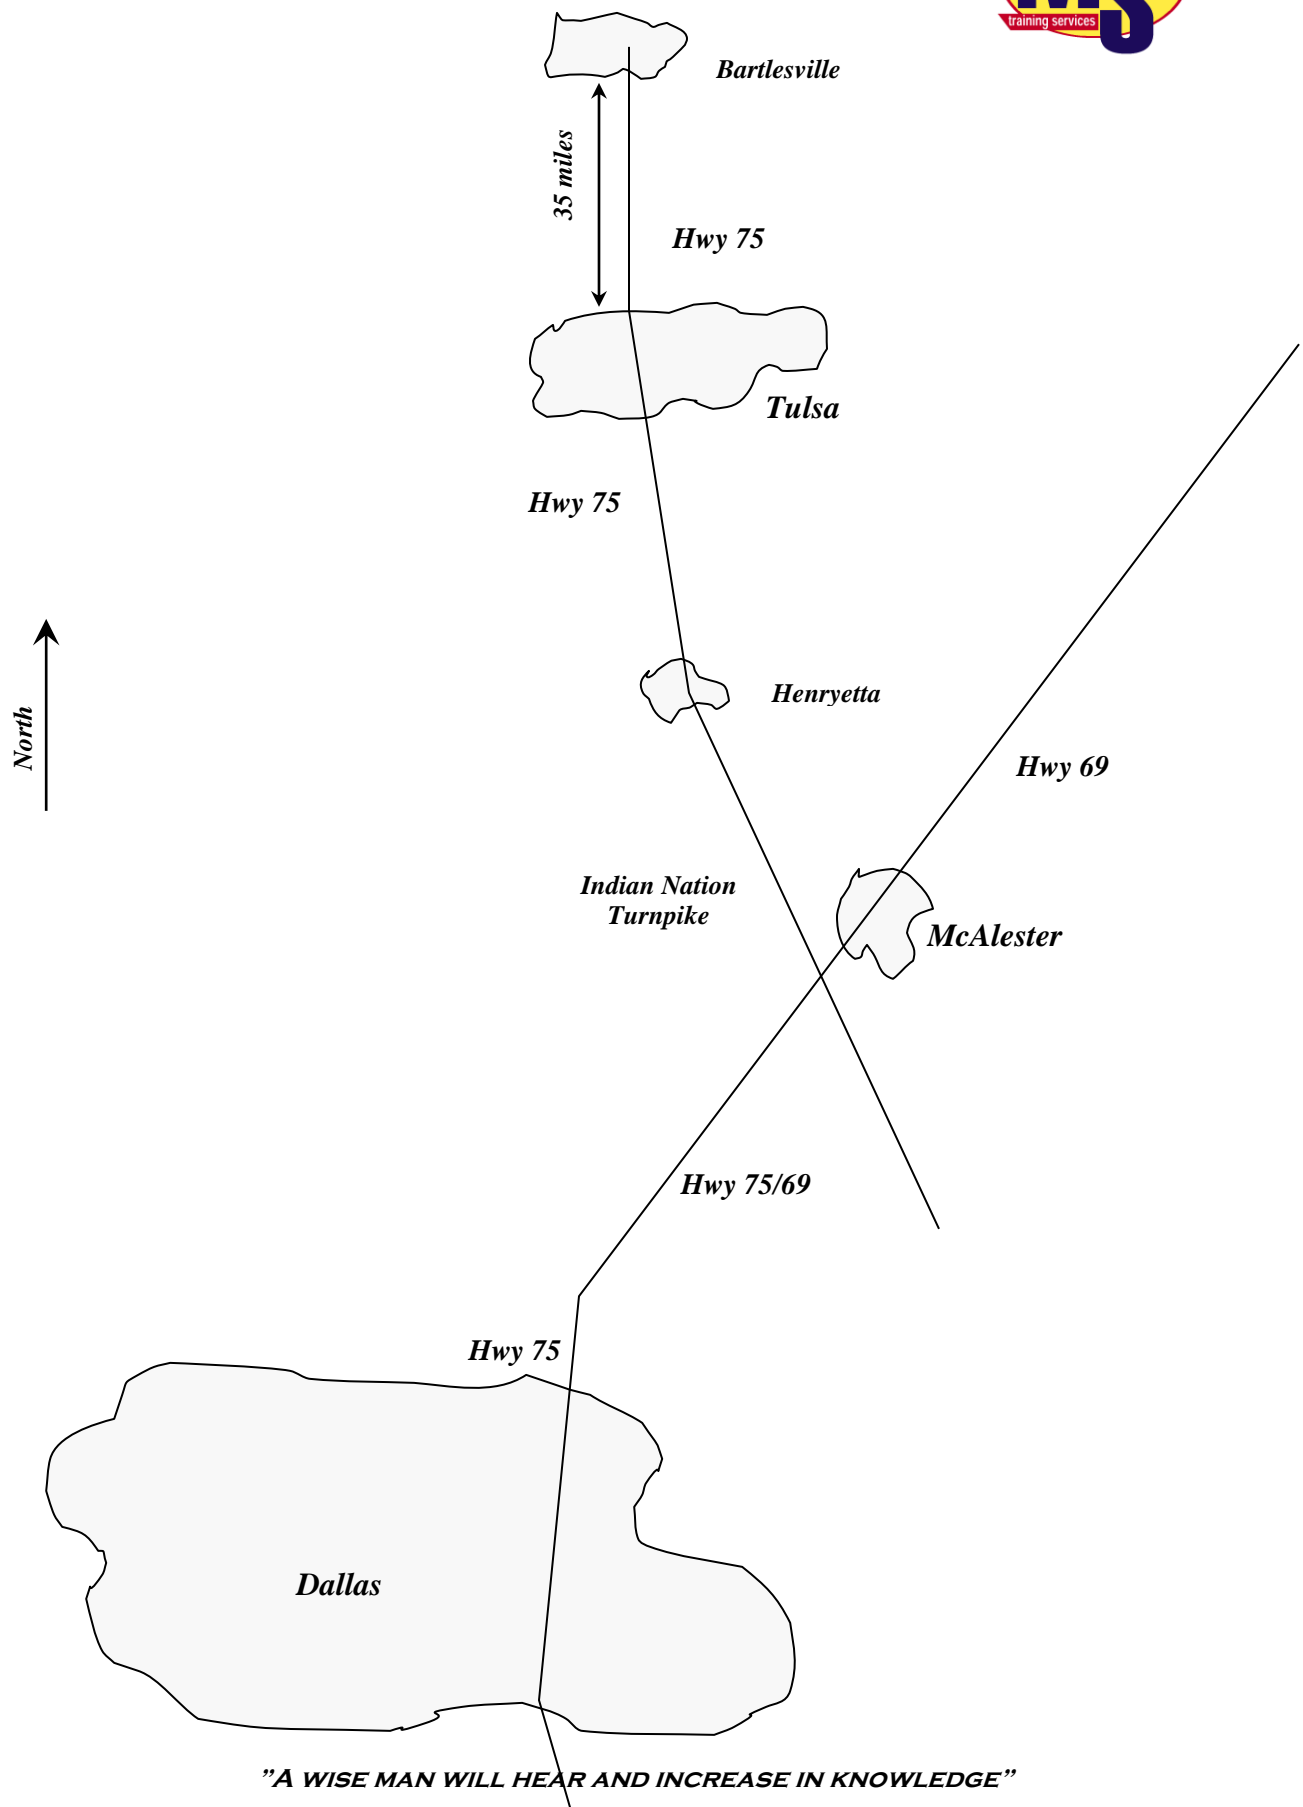 MS
training services
Bartlesville
35 miles
Hwy 75
Tulsa
Hwy 75
Henryetta
North
Hwy 69
Indian Nation
Turnpike
McAlester
Hwy 75/69
Hwy 75
Dallas
”A WISE MAN WILL HEAR AND INCREASE IN KNOWLEDGE”